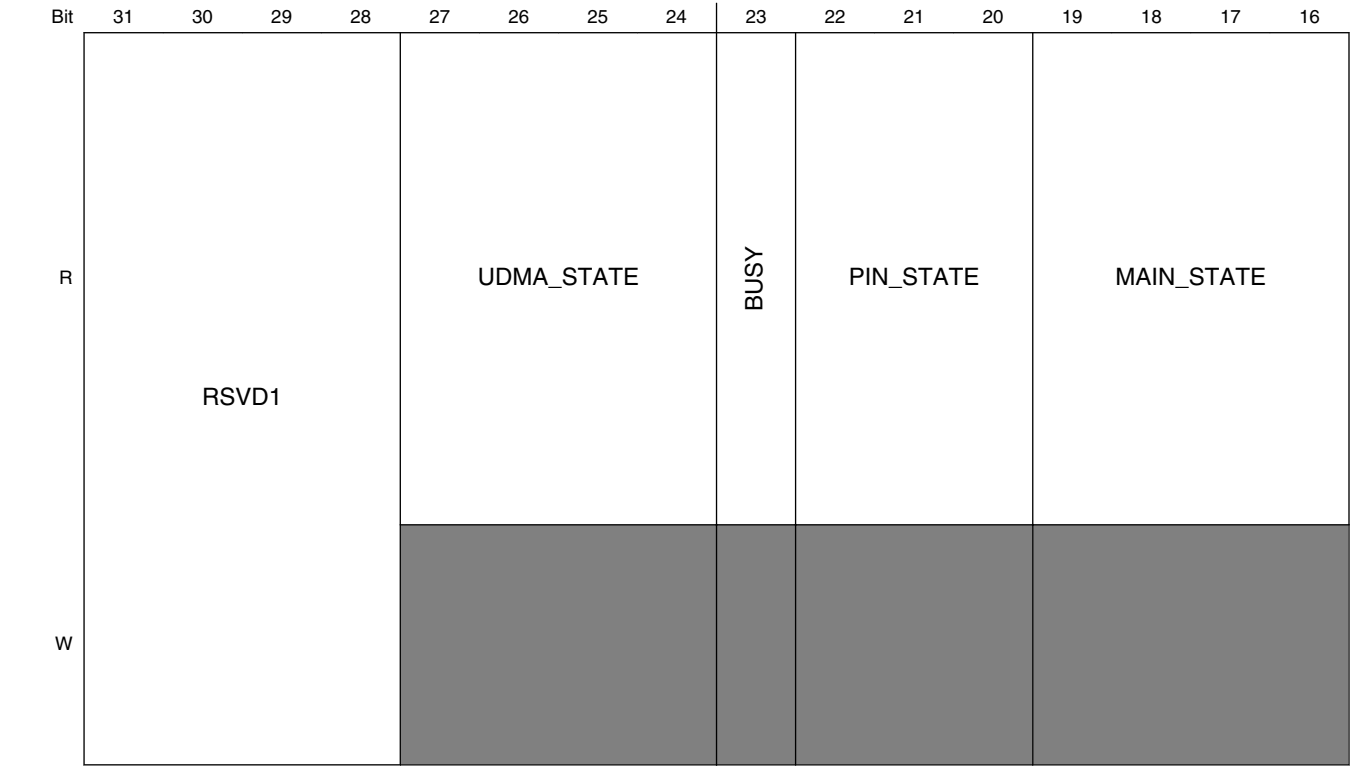 Bit 31 30 29 28 27 26 25 24 23 22 21 20 19 18 17 16
R
RSVD1
UDMA_STATE
BUSY
PIN_STATE
MAIN_STATE
W